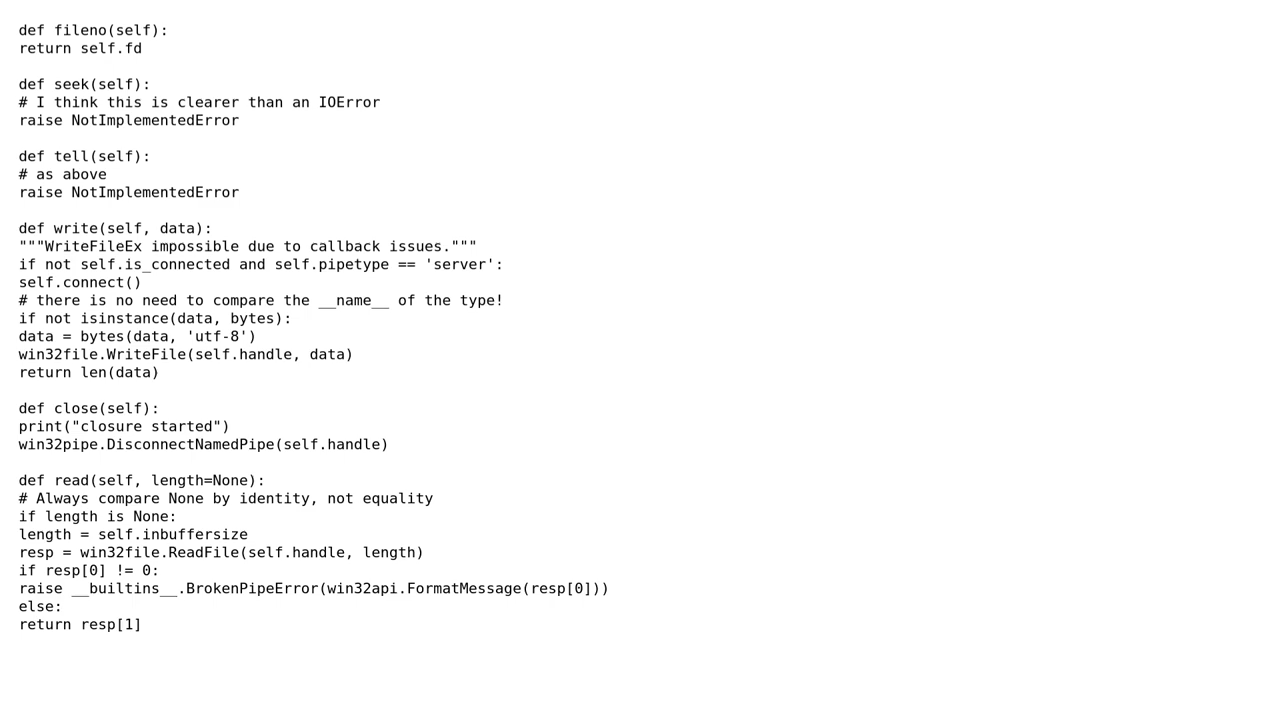 def fileno(self):
return self.fd

def seek(self):
# I think this is clearer than an IOError
raise NotImplementedError

def tell(self):
# as above
raise NotImplementedError

def write(self, data):
"""WriteFileEx impossible due to callback issues."""
if not self.is_connected and self.pipetype == 'server':
self.connect()
# there is no need to compare the __name__ of the type!
if not isinstance(data, bytes):
data = bytes(data, 'utf-8')
win32file.WriteFile(self.handle, data)
return len(data)

def close(self):
print("closure started")
win32pipe.DisconnectNamedPipe(self.handle)

def read(self, length=None):
# Always compare None by identity, not equality
if length is None:
length = self.inbuffersize
resp = win32file.ReadFile(self.handle, length)
if resp[0] != 0:
raise __builtins__.BrokenPipeError(win32api.FormatMessage(resp[0]))
else:
return resp[1]